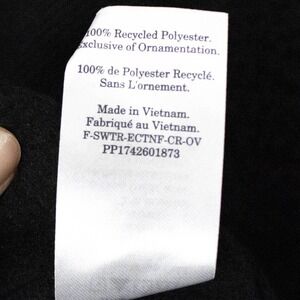 100% Recycled Polyester.
Exclusive of Ornamentation.
100% de Polyester Recyclé.
Sans L'ornement.
Made in Vietnam.
Fabriqué au Vietnam.
F-SWTR-ECTNF-CR-OV
PP1742601873